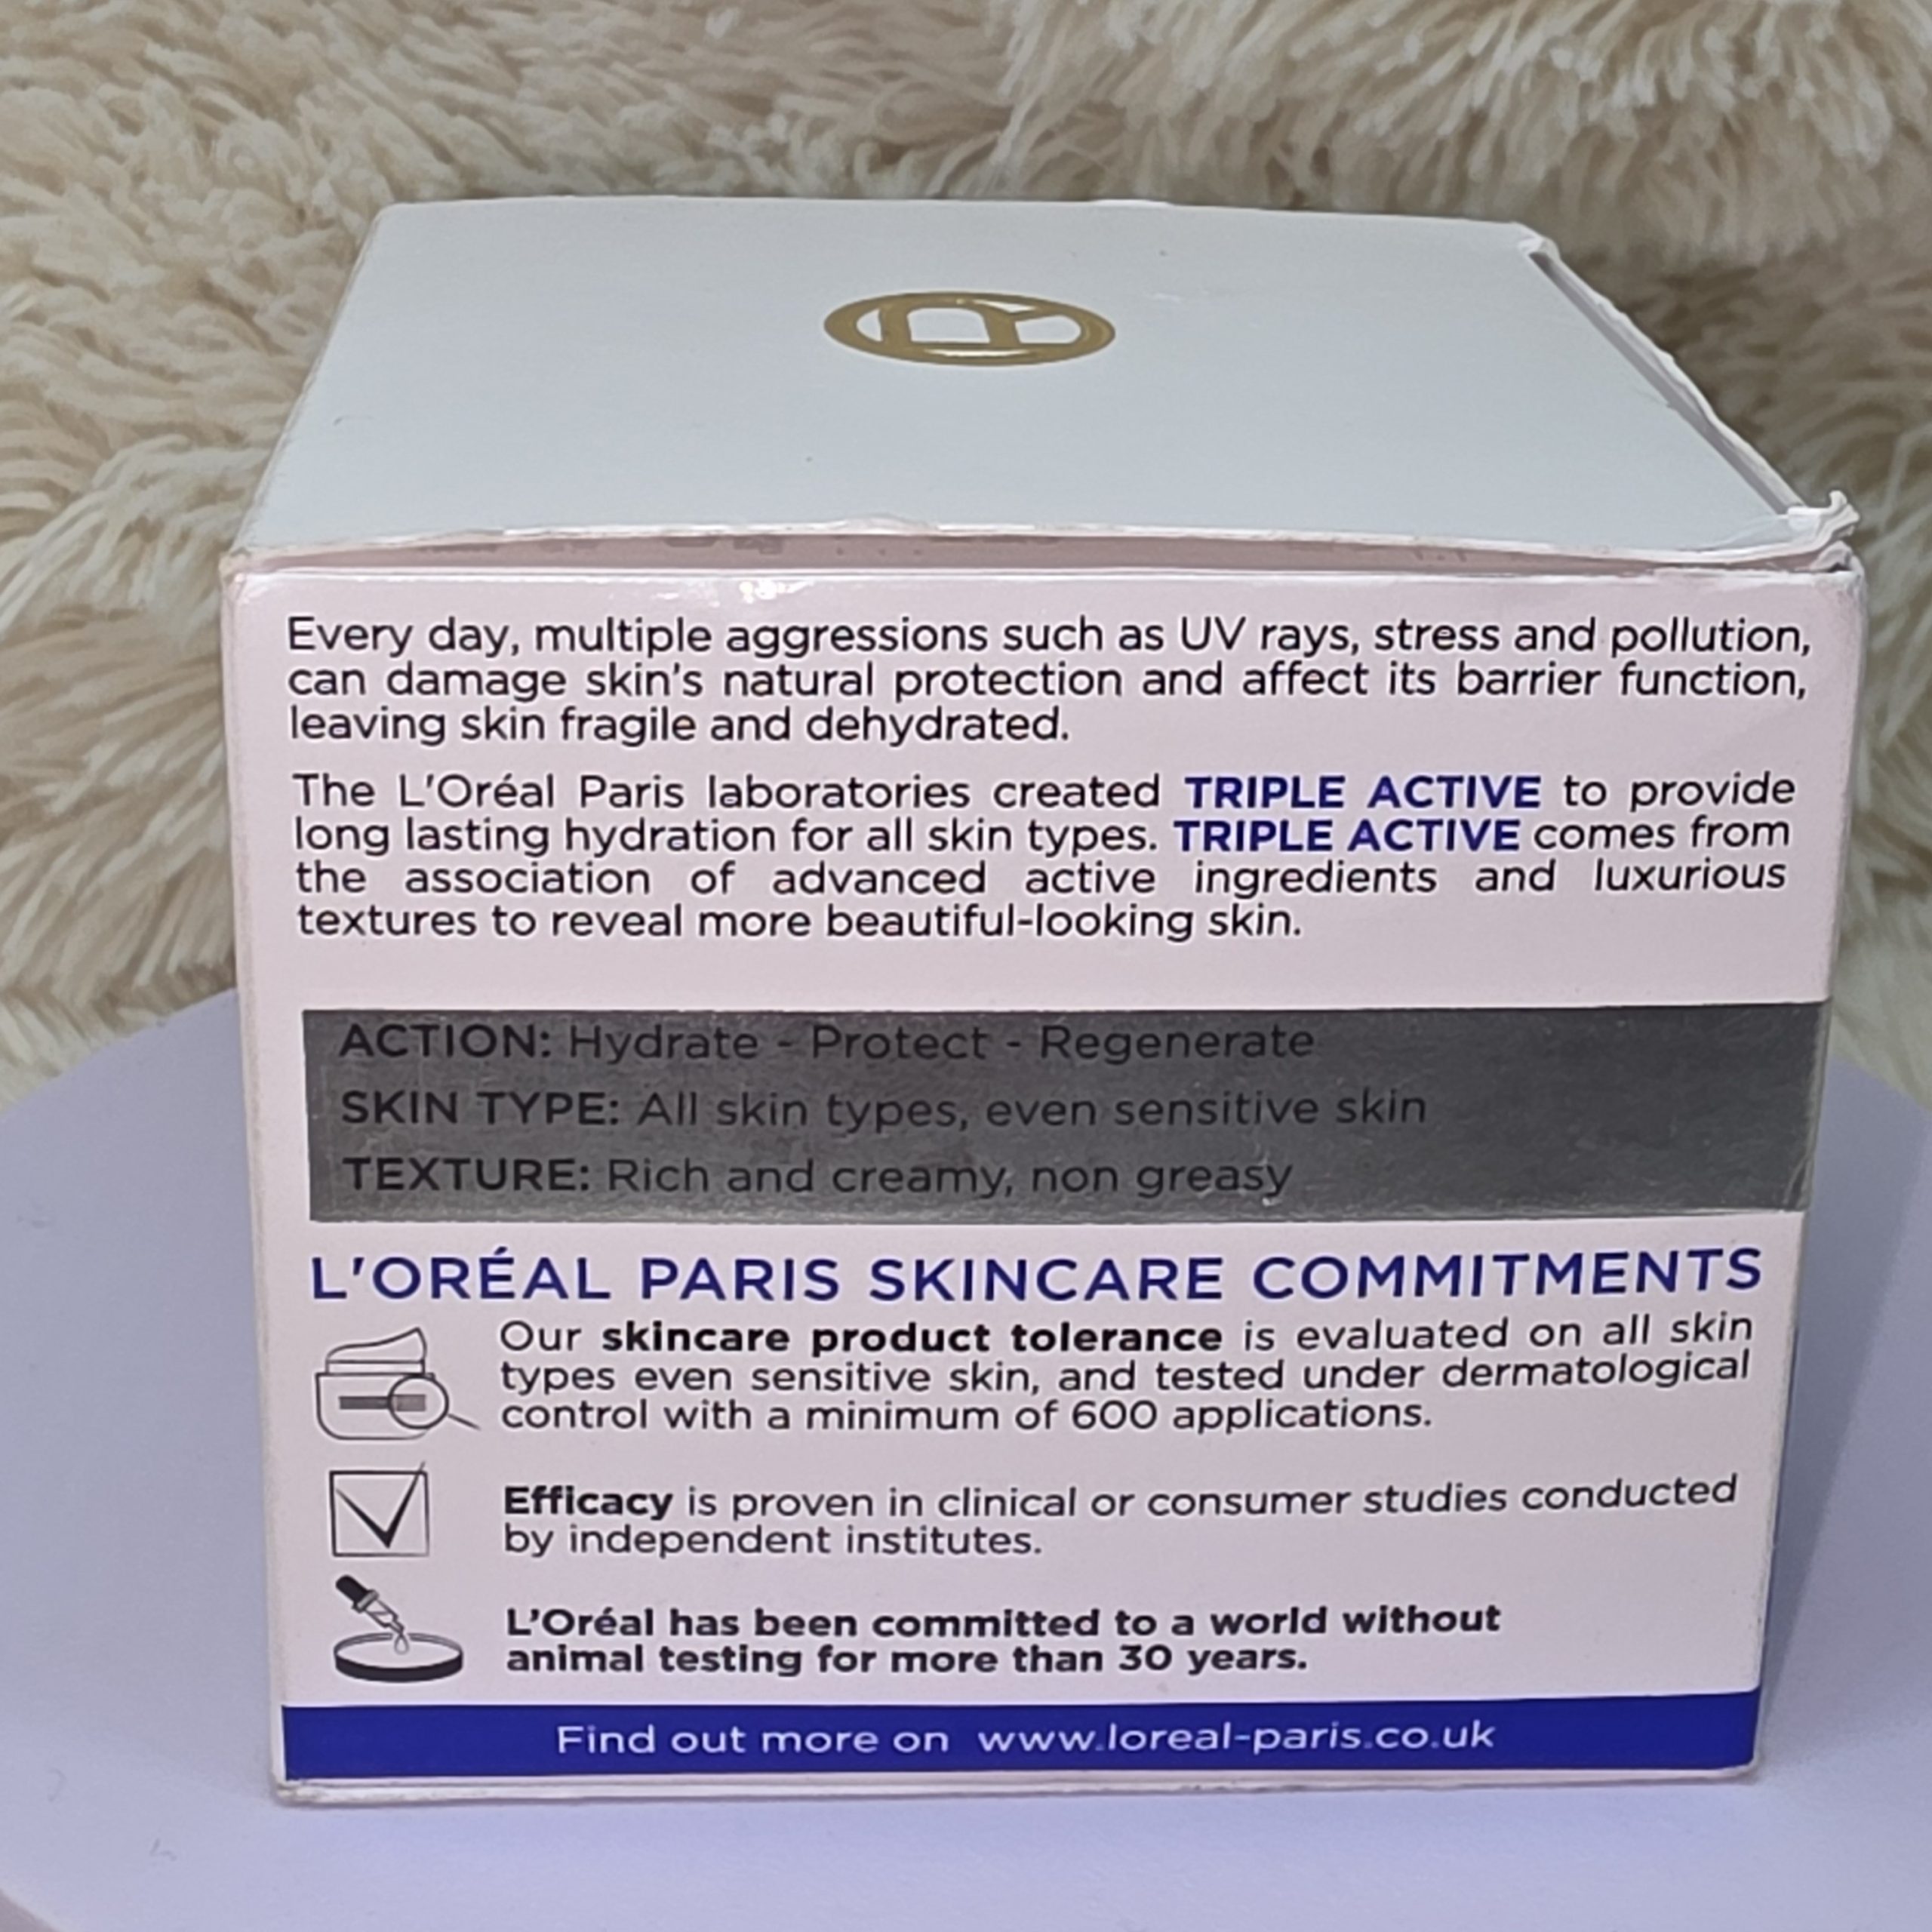 Every day, multiple aggressions such as UV rays, stress and pollution,
can damage skin's natural protection and affect its barrier function,
leaving skin fragile and dehydrated.
The L'Oréal Paris laboratories created TRIPLE ACTIVE to provide
long lasting hydration for all skin types. TRIPLE ACTIVE comes from
the association of advanced active ingredients and luxurious
textures to reveal more beautiful-looking skin.
ACTION: Hydrate - Protect - Regenerate
SKIN TYPE: All skin types, even sensitive skin
TEXTURE: Rich and creamy, non greasy
L'ORÉAL PARIS SKINCARE COMMITMENTS
Our skincare product tolerance is evaluated on all skin
types even sensitive skin, and tested under dermatological
control with a minimum of 600 applications.
Efficacy is proven in clinical or consumer studies conducted
by independent institutes.
L'Oréal has been committed to a world without
animal testing for more than 30 years.
Find out more on www.loreal-paris.co.uk